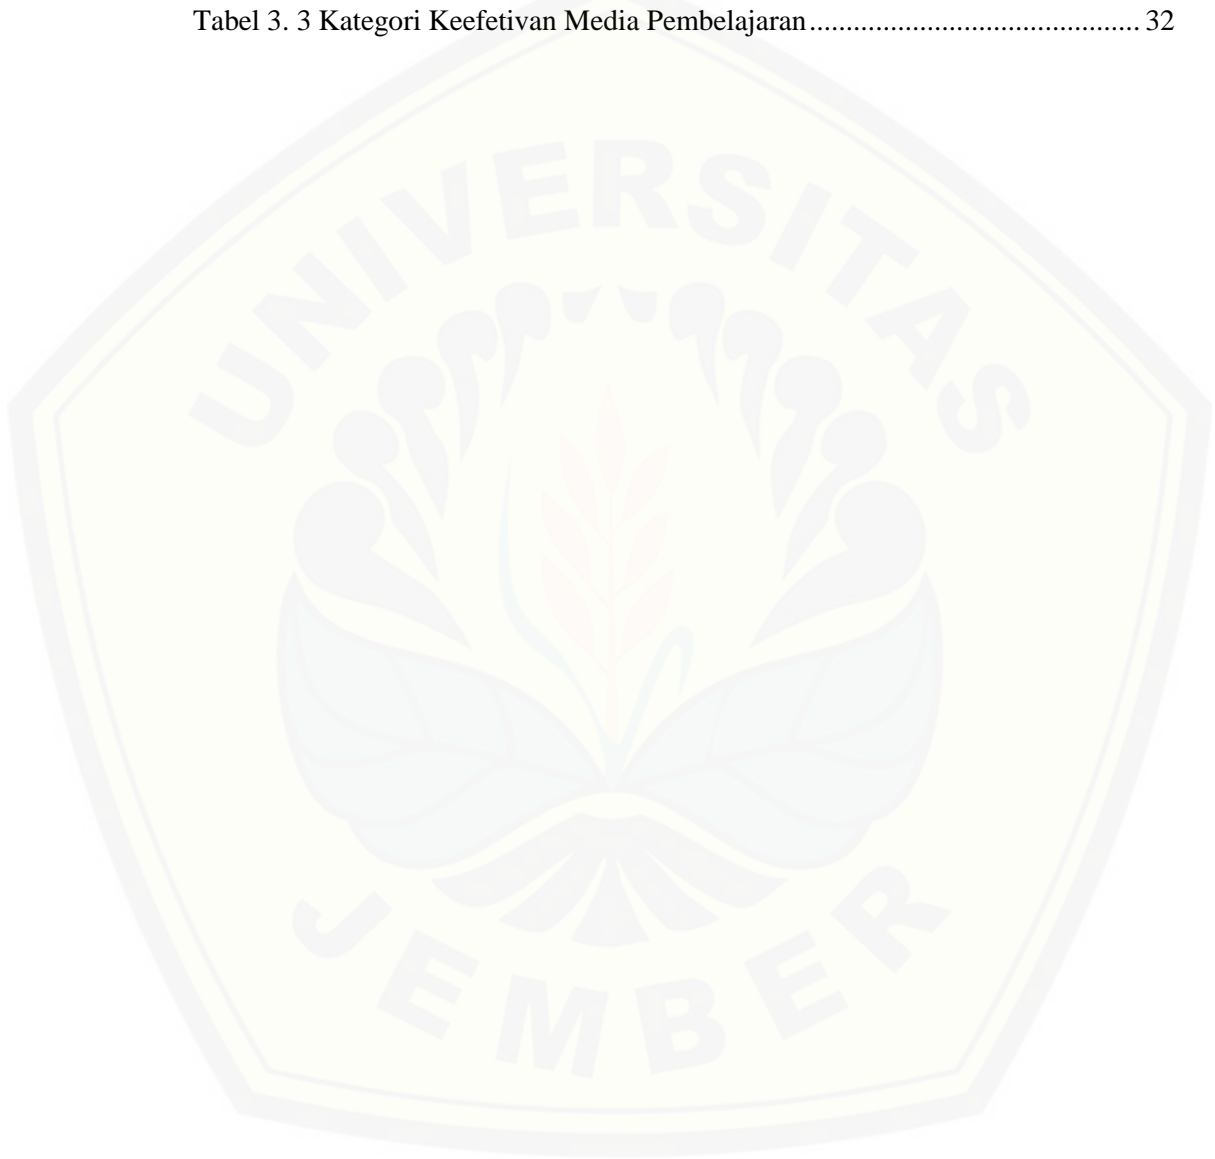 Tabel 3. 3 Kategori Keefetivan Media Pembelajaran............................................. 32
UNIVERSITAS
JEMBER